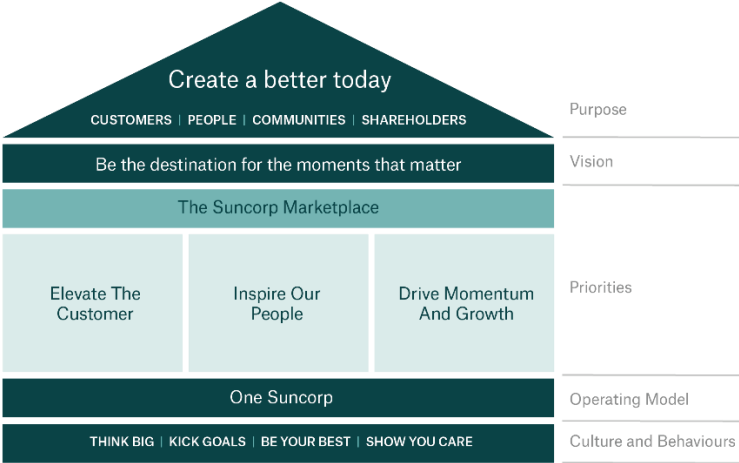 Create a better today
CUSTOMERS | PEOPLE | COMMUNITIES | SHAREHOLDERS
Purpose
Be the destination for the moments that matter
Vision
The Suncorp Marketplace
Elevate The
Customer
Inspire Our
People
Drive Momentum
And Growth
Priorities
One Suncorp
Operating Model
THINK BIG | KICK GOALS | BE YOUR BEST | SHOW YOU CARE
Culture and Behaviours